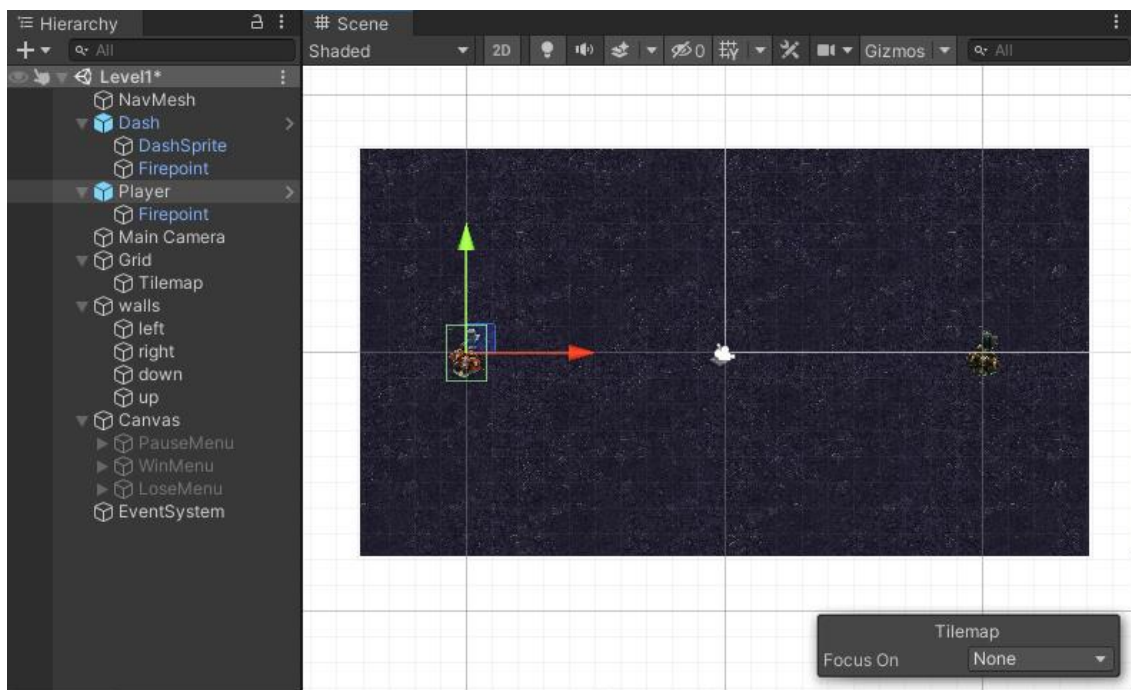 Hierarchy
All
Level1*
NavMesh
Dash
DashSprite
Firepoint
Player
Firepoint
Main Camera
Grid
Tilemap
walls
left
right
down
up
Canvas
PauseMenu
WinMenu
LoseMenu
EventSystem
Scene
Shaded 2D 0 Gizmos All
Tilemap
Focus On None